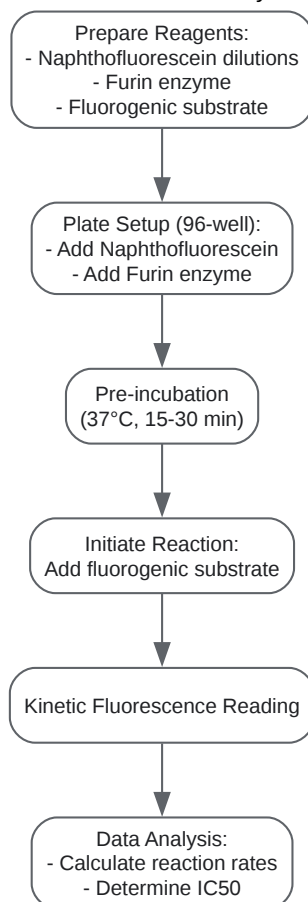 Prepare Reagents:
- Naphthofluorescein dilutions
- Furin enzyme
- Fluorogenic substrate
Plate Setup (96-well):
- Add Naphthofluorescein
- Add Furin enzyme
Pre-incubation
(37°C, 15-30 min)
Initiate Reaction:
Add fluorogenic substrate
Kinetic Fluorescence Reading
Data Analysis:
- Calculate reaction rates
- Determine IC50